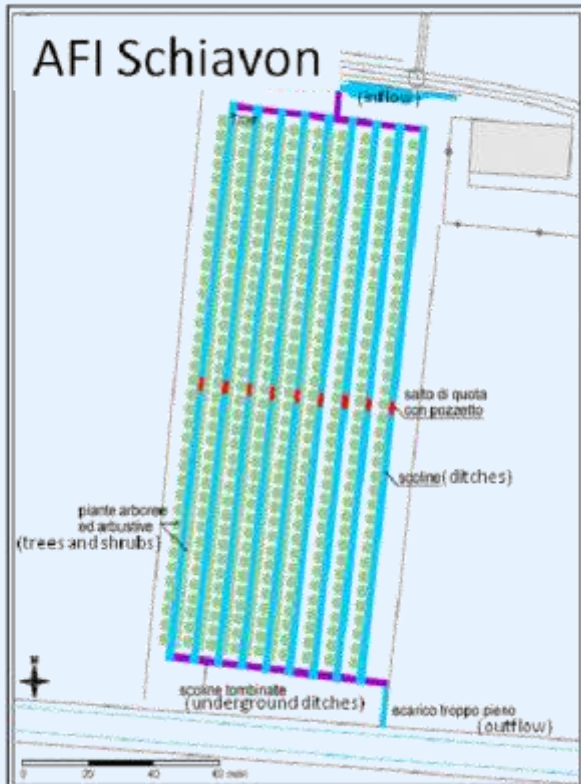 AFI Schiavon
(inflow)
salto di quota
con pozzetto
scoline (ditches)
piante arboree
ed arbustive
(trees and shrubs)
N
scoline tombinate
(underground ditches)
scarico troppo pieno
(outflow)
0 20 40 60